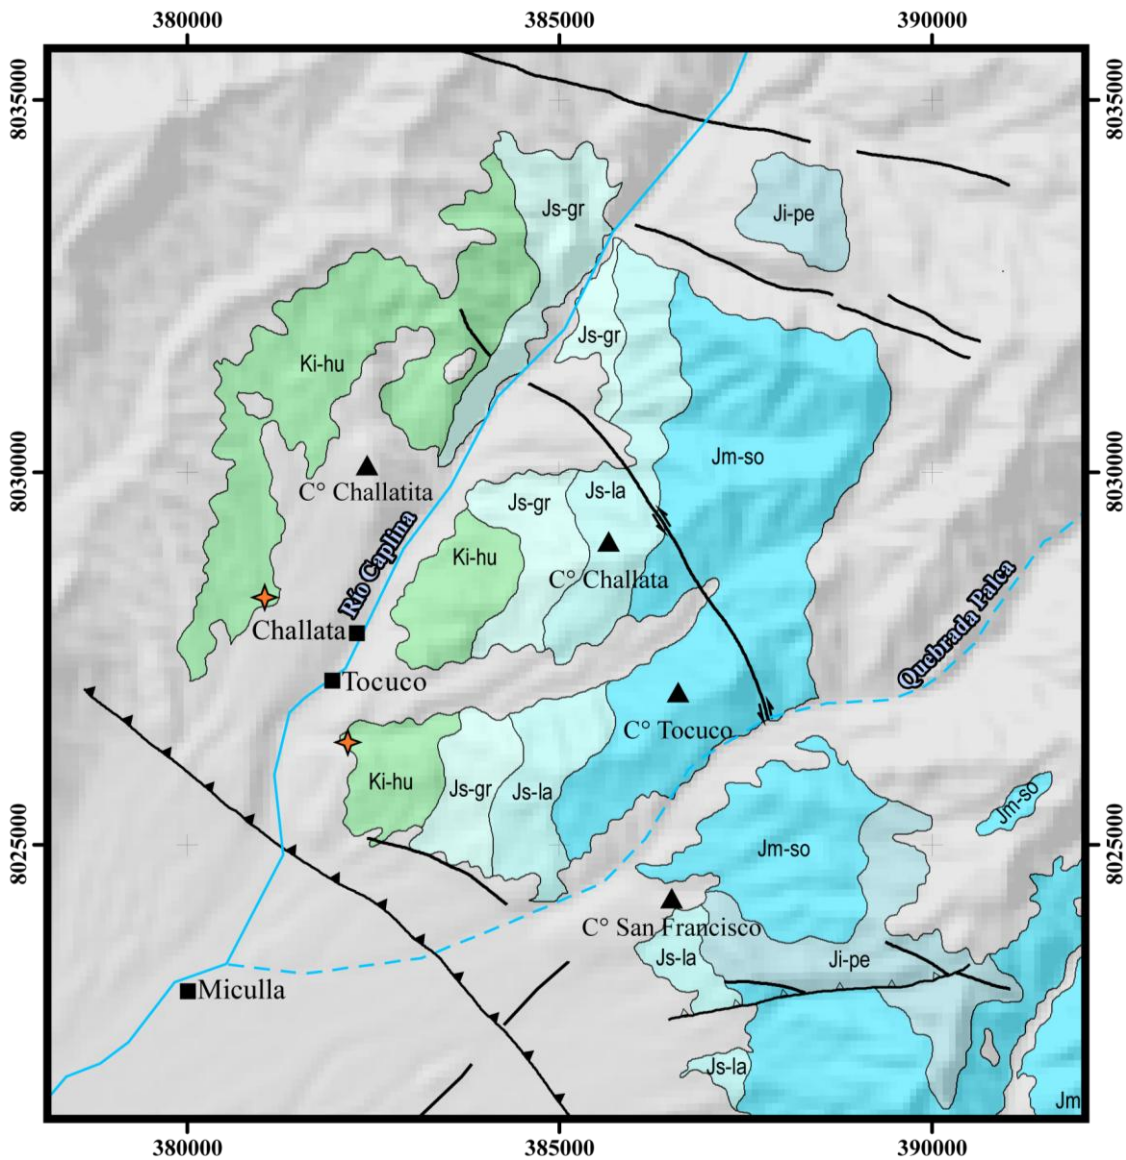 380000
385000
390000
8035000
8035000
Js-gr
Ji-pe
Js-gr
Ki-hu
Jm-so
8030000
8030000
C° Challatita
Js-gr
Js-la
Río Caplina
Ki-hu
C° Challata
Quebrada Palca
Challata
Tocuco
C° Tocuco
Ki-hu
Js-gr
Js-la
Jm-so
Jm-so
8025000
8025000
C° San Francisco
Js-la
Ji-pe
Miculla
Js-la
Jm
380000
385000
390000